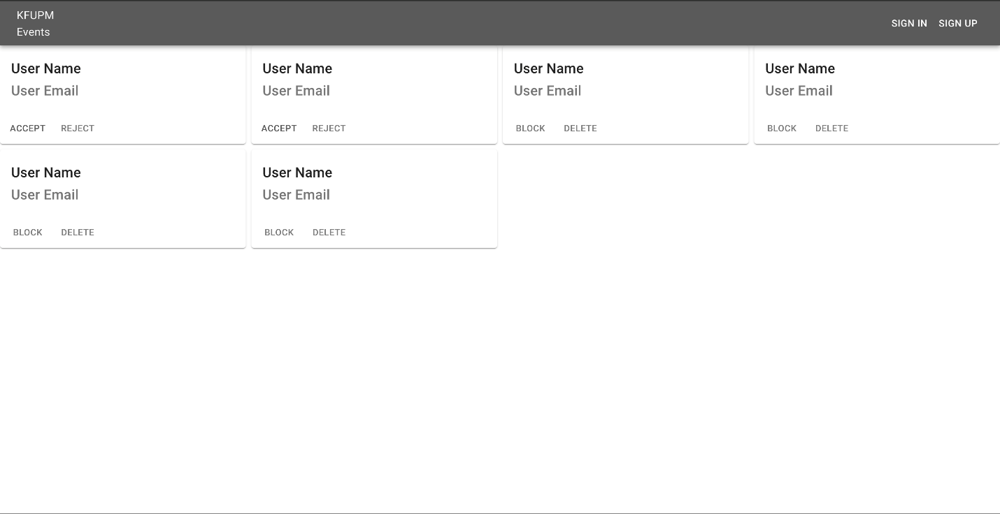 KFUPM
Events
SIGN IN SIGN UP
User Name User Name User Name User Name
User Email User Email User Email User Email
ACCEPT REJECT ACCEPT REJECT BLOCK DELETE BLOCK DELETE
User Name User Name
User Email User Email
BLOCK DELETE BLOCK DELETE